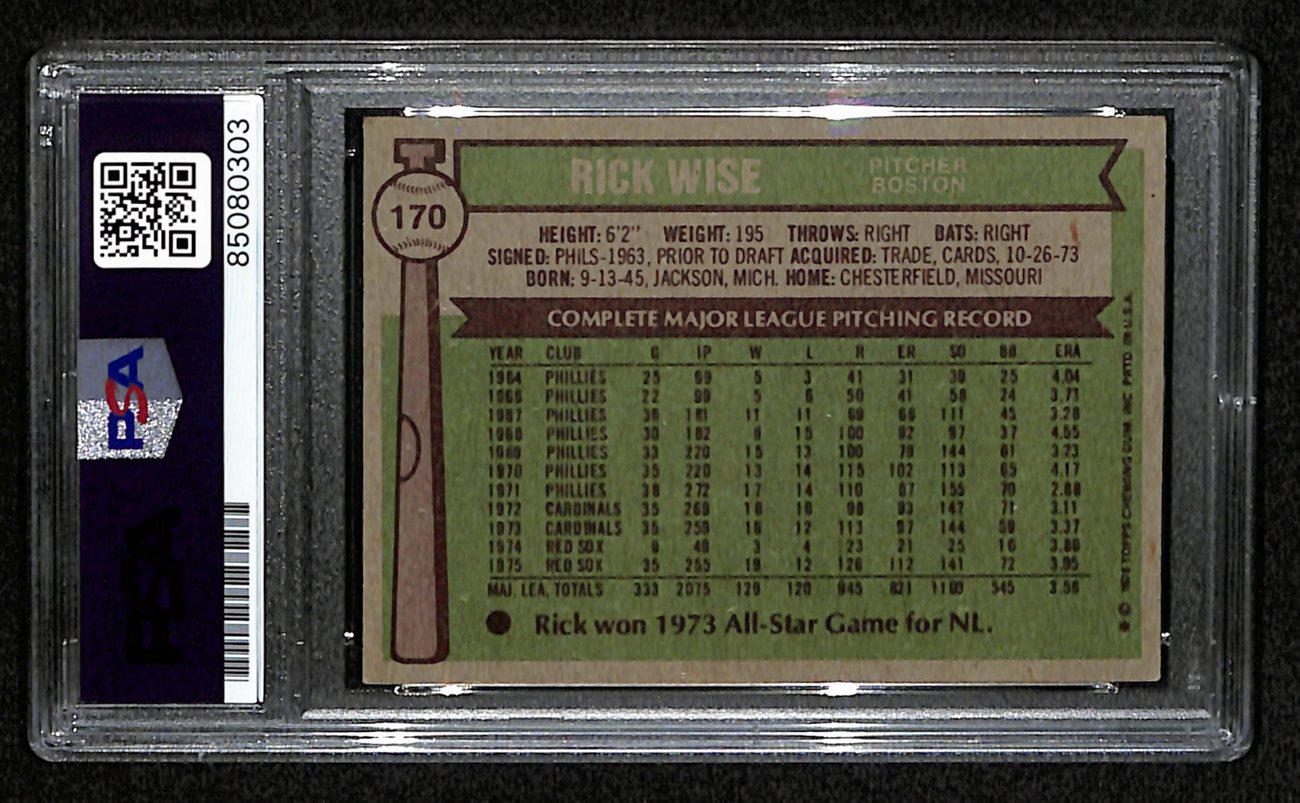 85080303
PSA
PSA
170
RICK WISE
PITCHER
BOSTON
HEIGHT: 6'2" WEIGHT: 195 THROWS: RIGHT BATS: RIGHT
SIGNED: PHILS-1963, PRIOR TO DRAFT ACQUIRED: TRADE, CARDS, 10-26-73
BORN: 9-13-45, JACKSON, MICH. HOME: CHESTERFIELD, MISSOURI
COMPLETE MAJOR LEAGUE PITCHING RECORD
YEAR CLUB G IP W L R ER SO BB ERA
1964 PHILLIES 25 69 5 3 41 31 39 25 4.04
1966 PHILLIES 22 99 5 6 50 41 58 24 3.71
1967 PHILLIES 36 181 11 11 69 66 111 45 3.28
1968 PHILLIES 30 182 9 15 100 92 97 37 4.55
1969 PHILLIES 33 220 15 13 100 79 144 61 3.23
1970 PHILLIES 35 220 13 14 115 102 113 65 4.17
1971 PHILLIES 38 272 17 14 110 87 155 70 2.88
1972 CARDINALS 35 269 16 16 98 93 142 71 3.11
1973 CARDINALS 35 259 16 12 113 97 144 59 3.37
1974 RED SOX 9 49 3 4 23 21 25 16 3.86
1975 RED SOX 35 255 19 12 126 112 141 72 3.95
MAJ. LEA. TOTALS 333 2075 129 120 945 821 545 3.56
Rick won 1973 All-Star Game for NL.
1976 TOPPS CHEWING GUM, INC. PRTD. IN U.S.A.